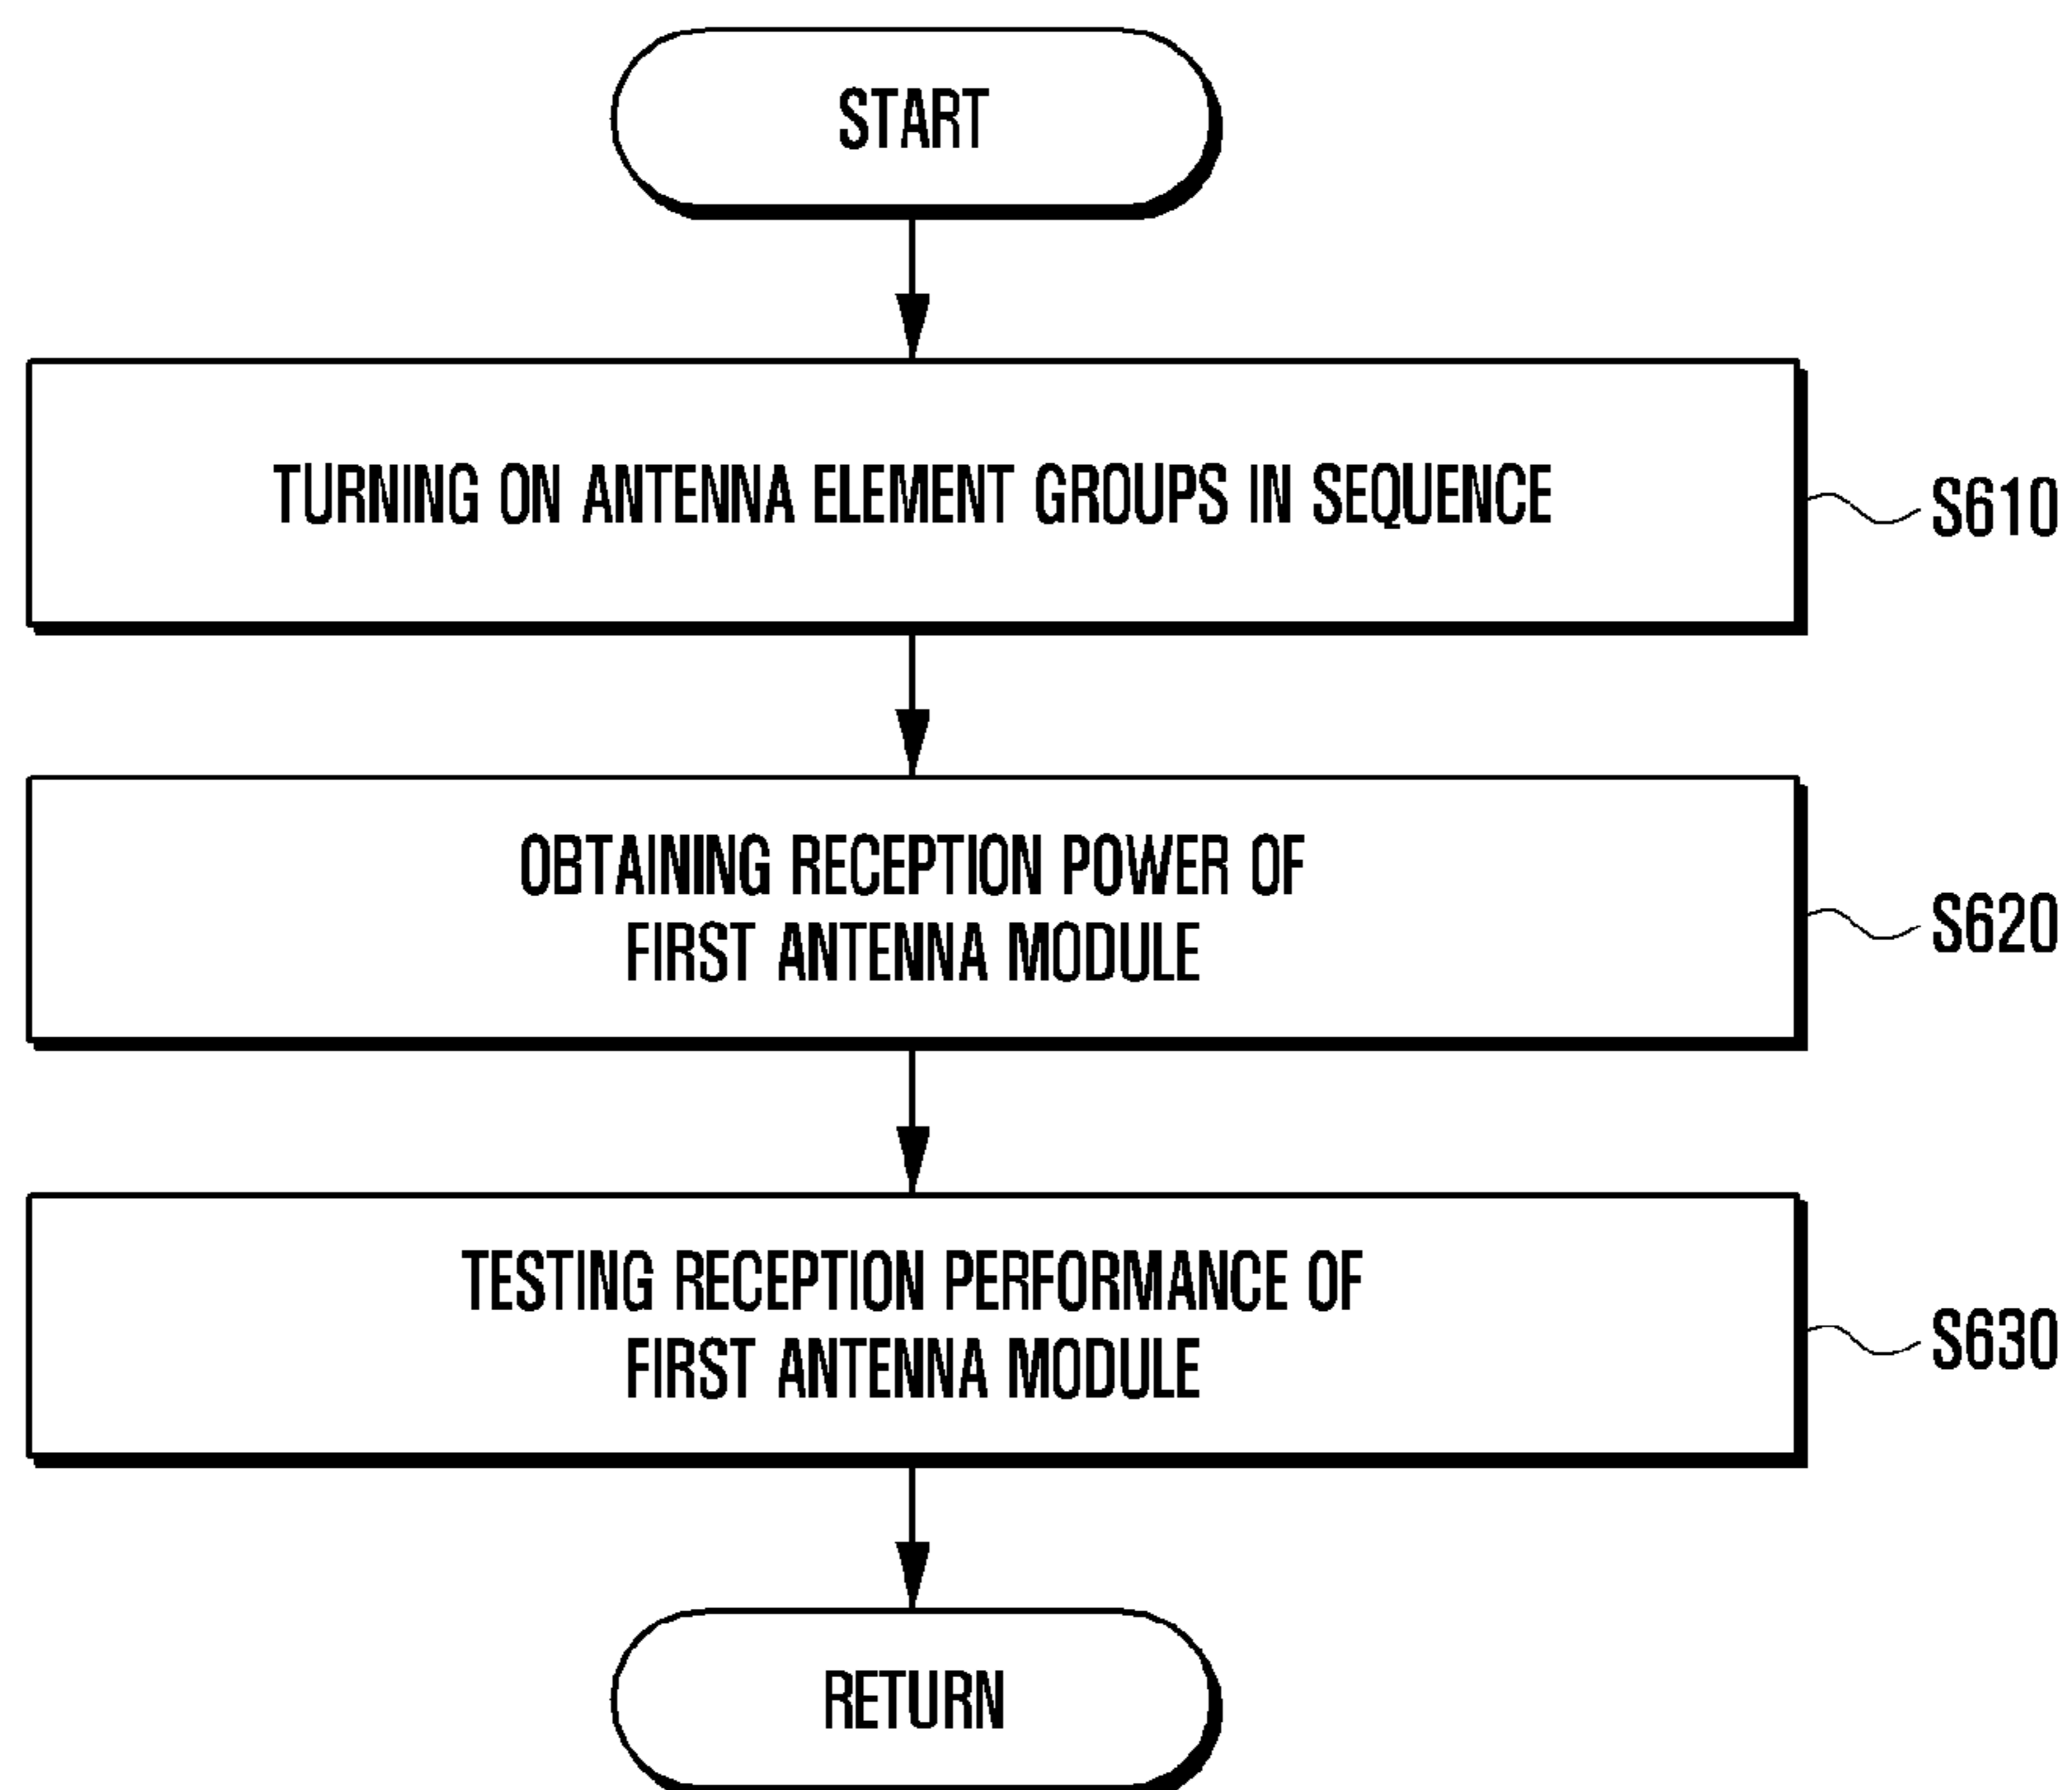 START
TURNING ON ANTENNA ELEMENT GROUPS IN SEQUENCE
S610
OBTAINING RECEPTION POWER OF
FIRST ANTENNA MODULE
S620
TESTING RECEPTION PERFORMANCE OF
FIRST ANTENNA MODULE
S630
RETURN